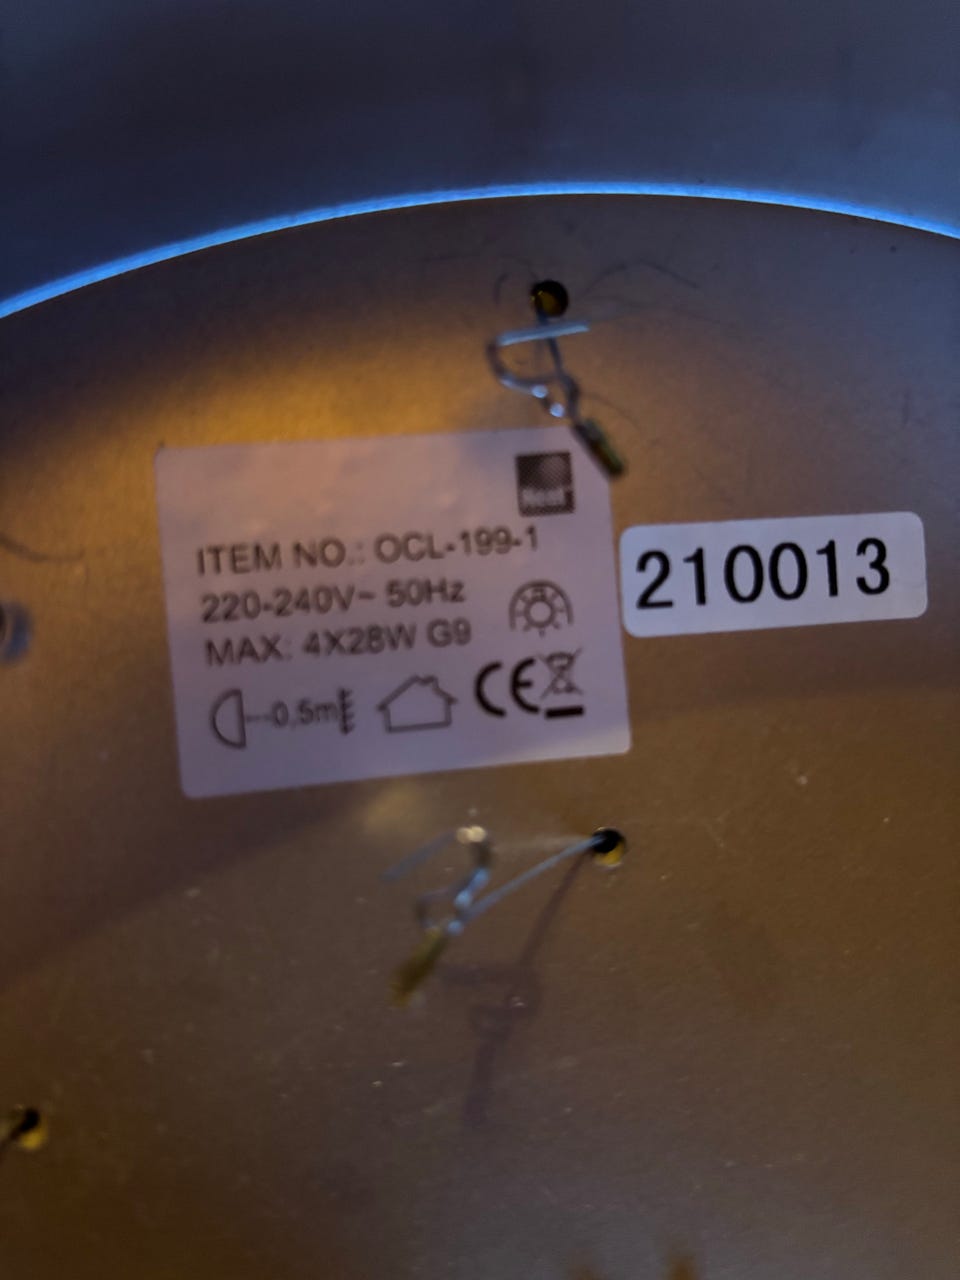 ITEM NO.: OCL-199-1
220-240V~ 50Hz
MAX: 4X28W G9
0,5m
CE
210013